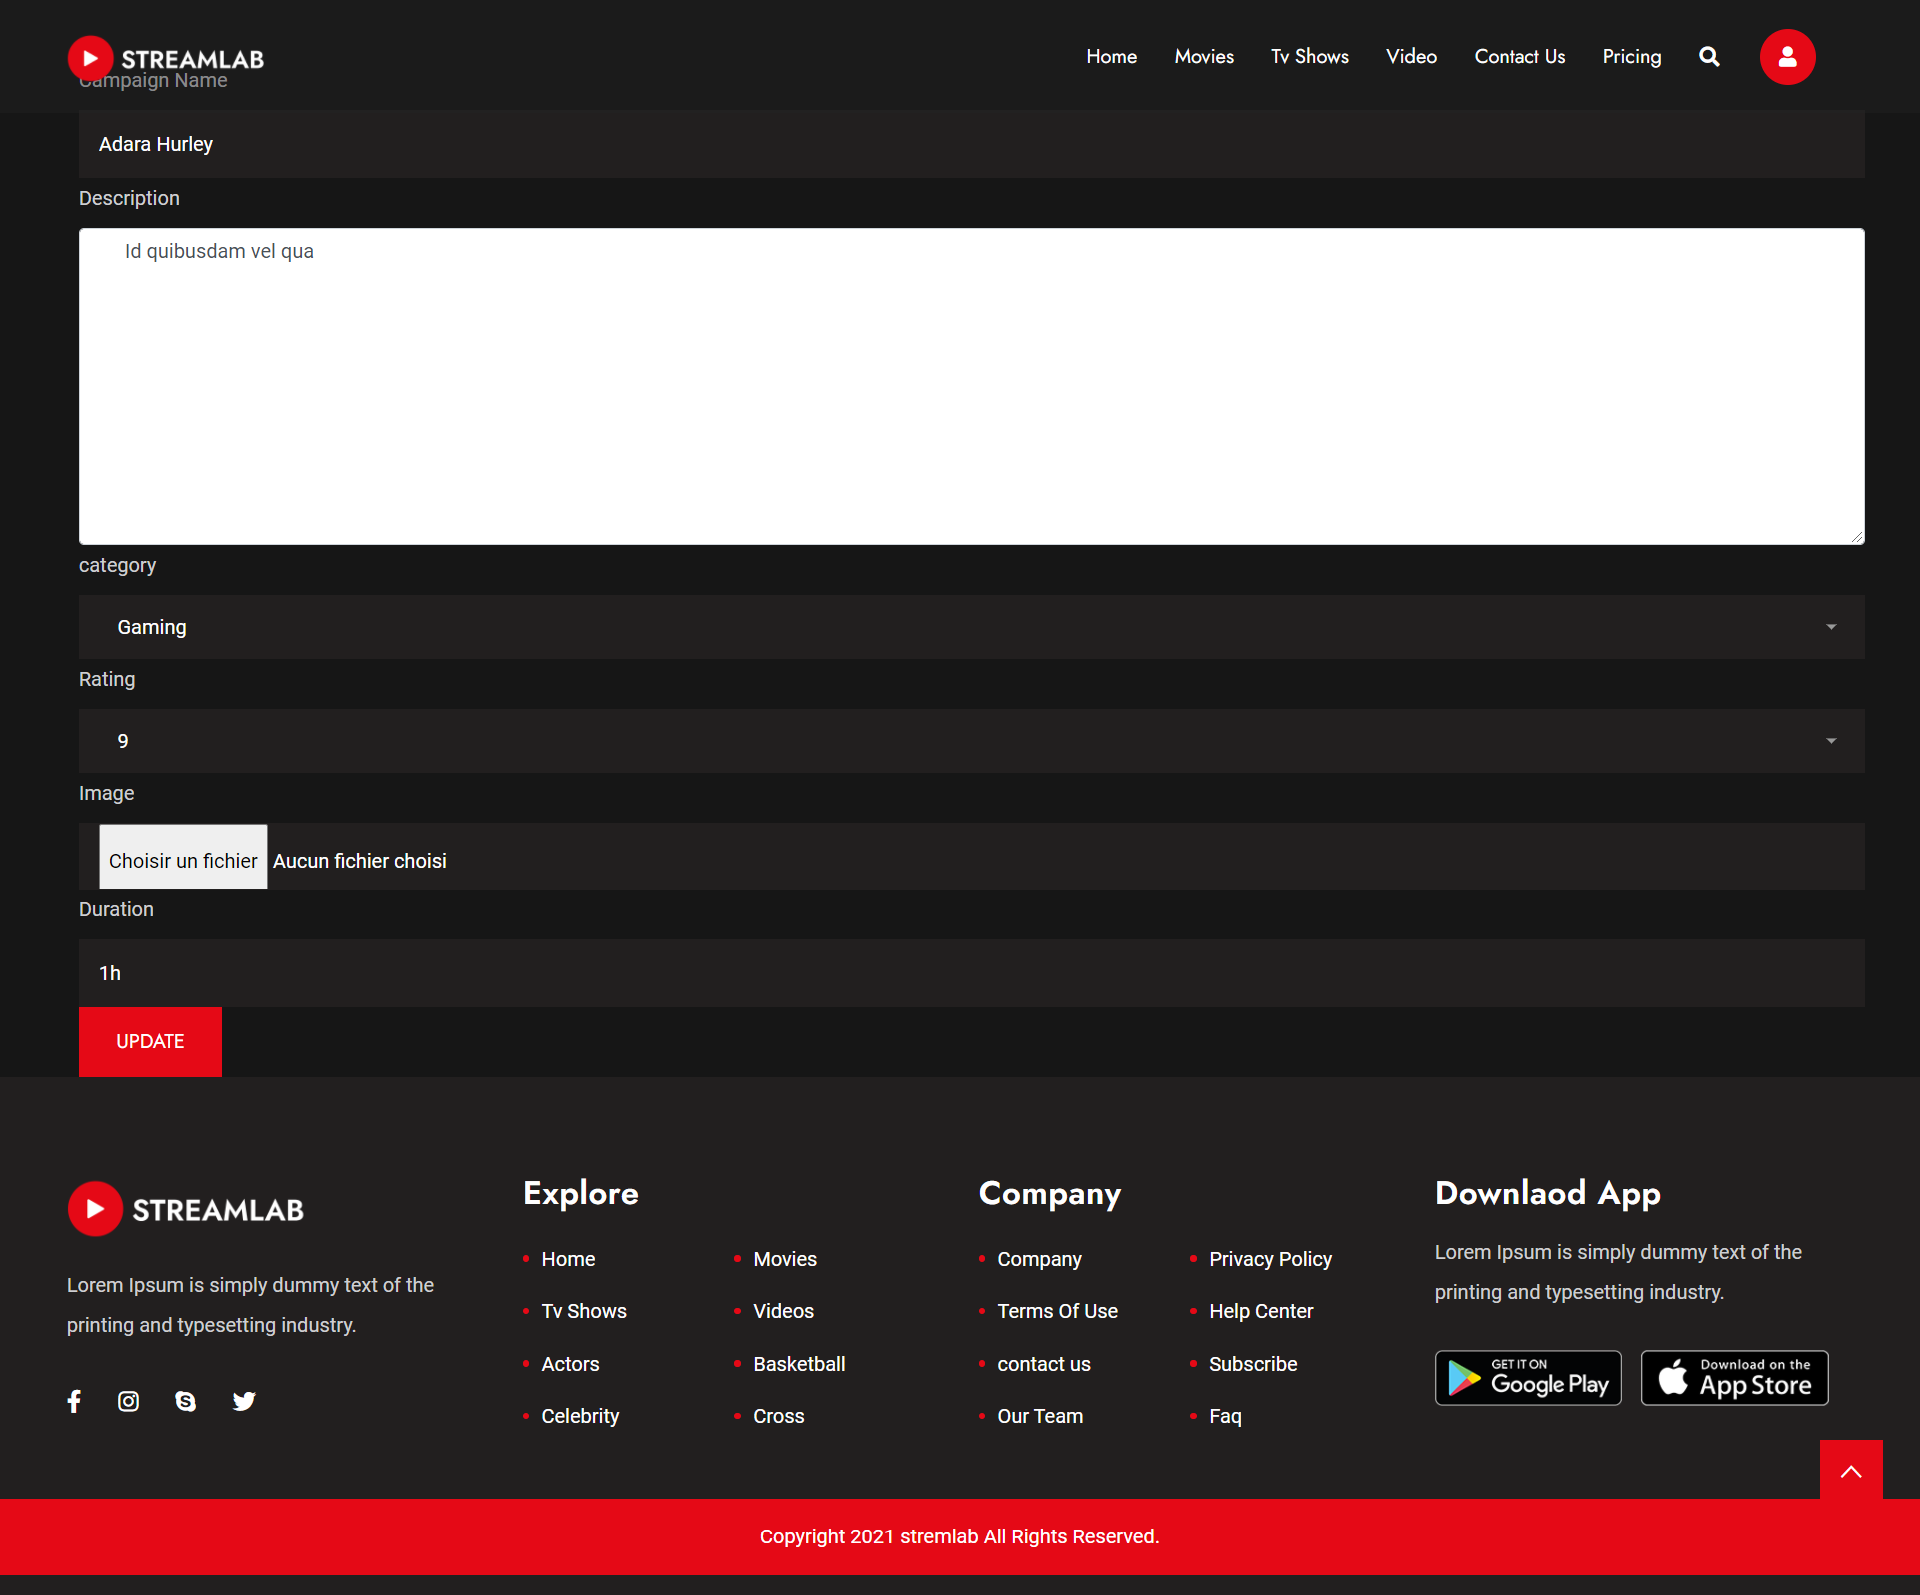 STREAMLAB
Home Movies Tv Shows Video Contact Us Pricing
Campaign Name
Adara Hurley
Description
Id quibusdam vel qua
category
Gaming
Rating
9
Image
Choisir un fichier Aucun fichier choisi
Duration
1h
UPDATE
STREAMLAB
Lorem Ipsum is simply dummy text of the
printing and typesetting industry.
Explore
Home
Movies
Tv Shows
Videos
Actors
Basketball
Celebrity
Cross
Company
Company
Privacy Policy
Terms Of Use
Help Center
contact us
Subscribe
Our Team
Faq
Downlaod App
Lorem Ipsum is simply dummy text of the
printing and typesetting industry.
GET IT ON
Google Play
Download on the
App Store
Copyright 2021 stremlab All Rights Reserved.